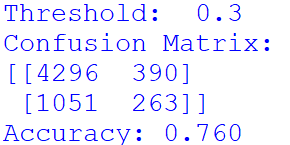 Threshold:  0.3
Confusion Matrix:
[[4296  390]
 [1051  263]]
Accuracy: 0.760